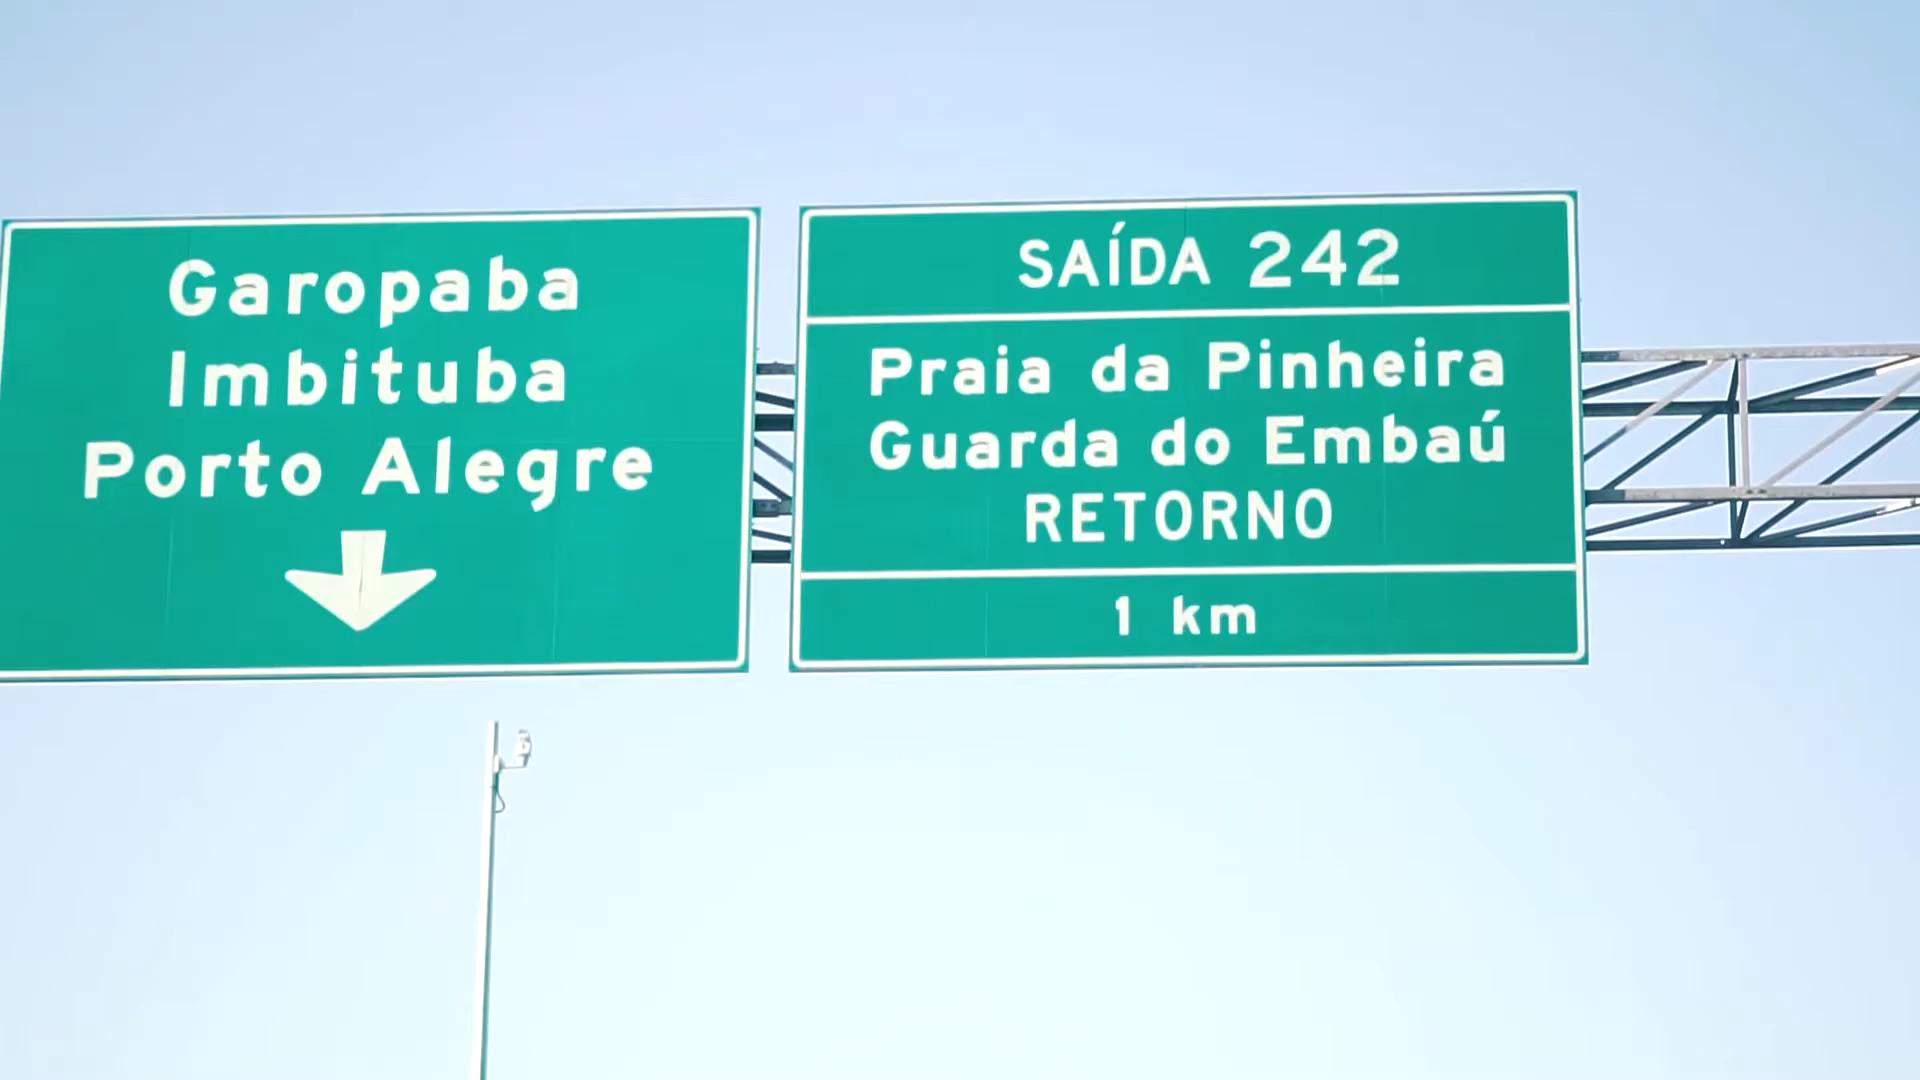 Garopaba
Imbituba
Porto Alegre
SAÍDA 242
Praia da Pinheira
Guarda do Embaú
RETORNO
1 km